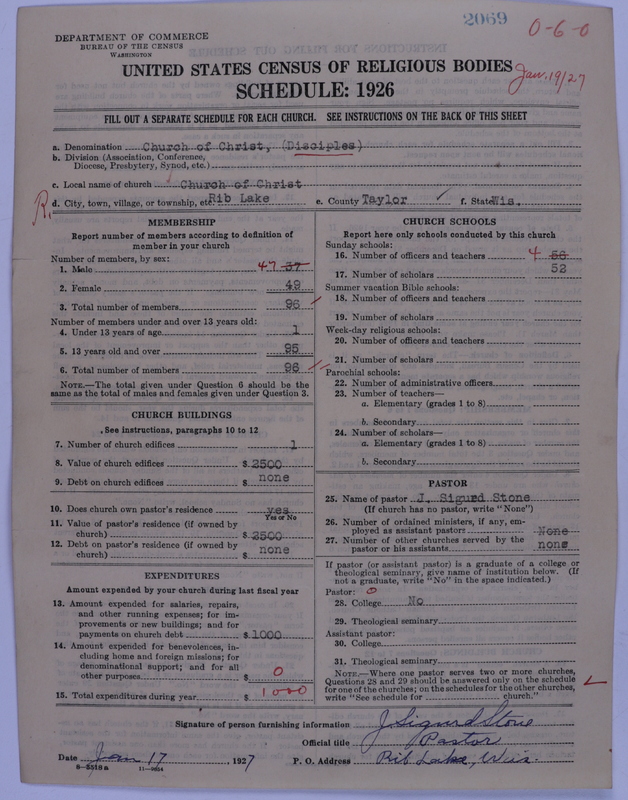 2069
0-6-0
DEPARTMENT OF COMMERCE
BUREAU OF THE CENSUS
WASHINGTON
UNITED STATES CENSUS OF RELIGIOUS BODIES
Jan. 19/27
SCHEDULE: 1926
FILL OUT A SEPARATE SCHEDULE FOR EACH CHURCH. SEE INSTRUCTIONS ON THE BACK OF THIS SHEET
a. Denomination Church of Christ, (Disciples)
b. Division (Association, Conference,
Diocese, Presbytery, Synod, etc.)
c. Local name of church Church of Christ
R. d. City, town, village, or township, etc. Rib Lake e. County Taylor ✓ f. State Wis.
MEMBERSHIP
Report number of members according to definition of
member in your church
Number of members, by sex:
1. Male 47 37
2. Female 49
3. Total number of members 96
Number of members under and over 13 years old:
4. Under 13 years of age 1
5. 13 years old and over 95
6. Total number of members 96
NOTE.—The total given under Question 6 should be the
same as the total of males and females given under Question 3.
CHURCH BUILDINGS
See instructions, paragraphs 10 to 12
7. Number of church edifices 1
8. Value of church edifices $ 2500
9. Debt on church edifices $ none
10. Does church own pastor's residence yes
Yes or No
11. Value of pastor's residence (if owned by
church) $ 2500
12. Debt on pastor's residence (if owned by
church) $ none
EXPENDITURES
Amount expended by your church during last fiscal year
13. Amount expended for salaries, repairs,
and other running expenses; for im-
provements or new buildings; and for
payments on church debt $ 1000
14. Amount expended for benevolences, in-
cluding home and foreign missions; for
denominational support; and for all
other purposes $ 0
15. Total expenditures during year $ 1000
CHURCH SCHOOLS
Report here only schools conducted by this church
Sunday schools:
16. Number of officers and teachers 4 56
17. Number of scholars 52
Summer vacation Bible schools:
18. Number of officers and teachers
19. Number of scholars
Week-day religious schools:
20. Number of officers and teachers
21. Number of scholars
Parochial schools:
22. Number of administrative officers
23. Number of teachers—
a. Elementary (grades 1 to 8)
b. Secondary
24. Number of scholars—
a. Elementary (grades 1 to 8)
b. Secondary
PASTOR
25. Name of pastor J. Sigurd Stone
(If church has no pastor, write "None")
26. Number of ordained ministers, if any, em-
ployed as assistant pastors None
27. Number of other churches served by the
pastor or his assistants none
If pastor (or assistant pastor) is a graduate of a college or
theological seminary, give name of institution below. (If
not a graduate, write "No" in the space indicated.)
Pastor: 0
28. College No
29. Theological seminary
Assistant pastor:
30. College
31. Theological seminary
NOTE.—Where one pastor serves two or more churches,
Questions 28 and 29 should be answered only on the schedule
for one of the churches; on the schedules for the other churches,
write "See schedule for church."
Signature of person furnishing information J Sigurd Stone
Official title Pastor
Date Jan 17, 1927 P. O. Address Rib Lake, Wis.
8-5518a 11-9654